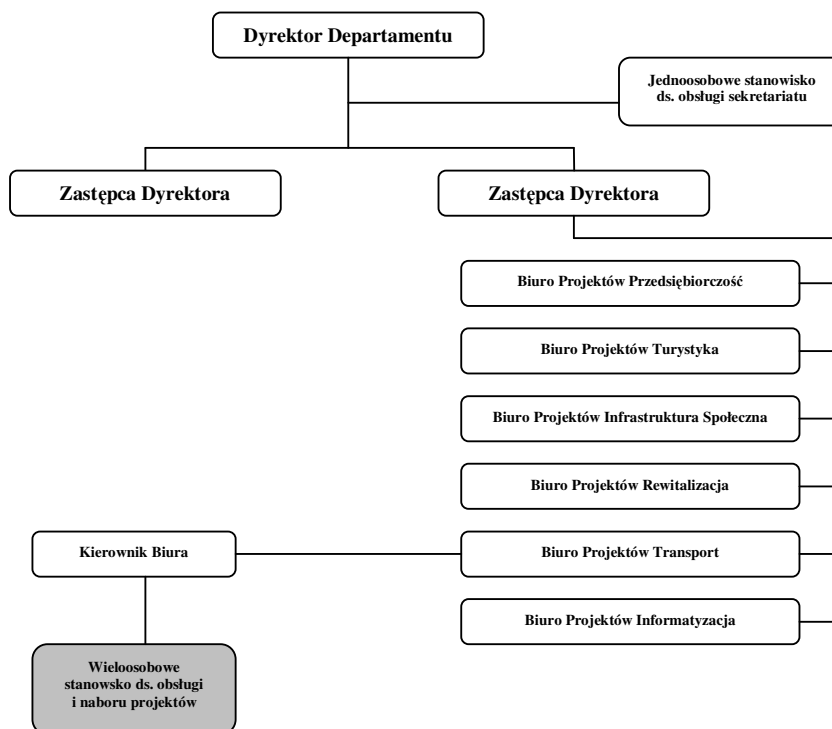 Dyrektor Departamentu
Jednoosobowe stanowisko
ds. obsługi sekretariatu
Zastępca Dyrektora
Zastępca Dyrektora
Biuro Projektów Przedsiębiorczość
Biuro Projektów Turystyka
Biuro Projektów Infrastruktura Społeczna
Biuro Projektów Rewitalizacja
Kierownik Biura
Biuro Projektów Transport
Biuro Projektów Informatyzacja
Wieloosobowe
stanowsko ds. obsługi
i naboru projektów